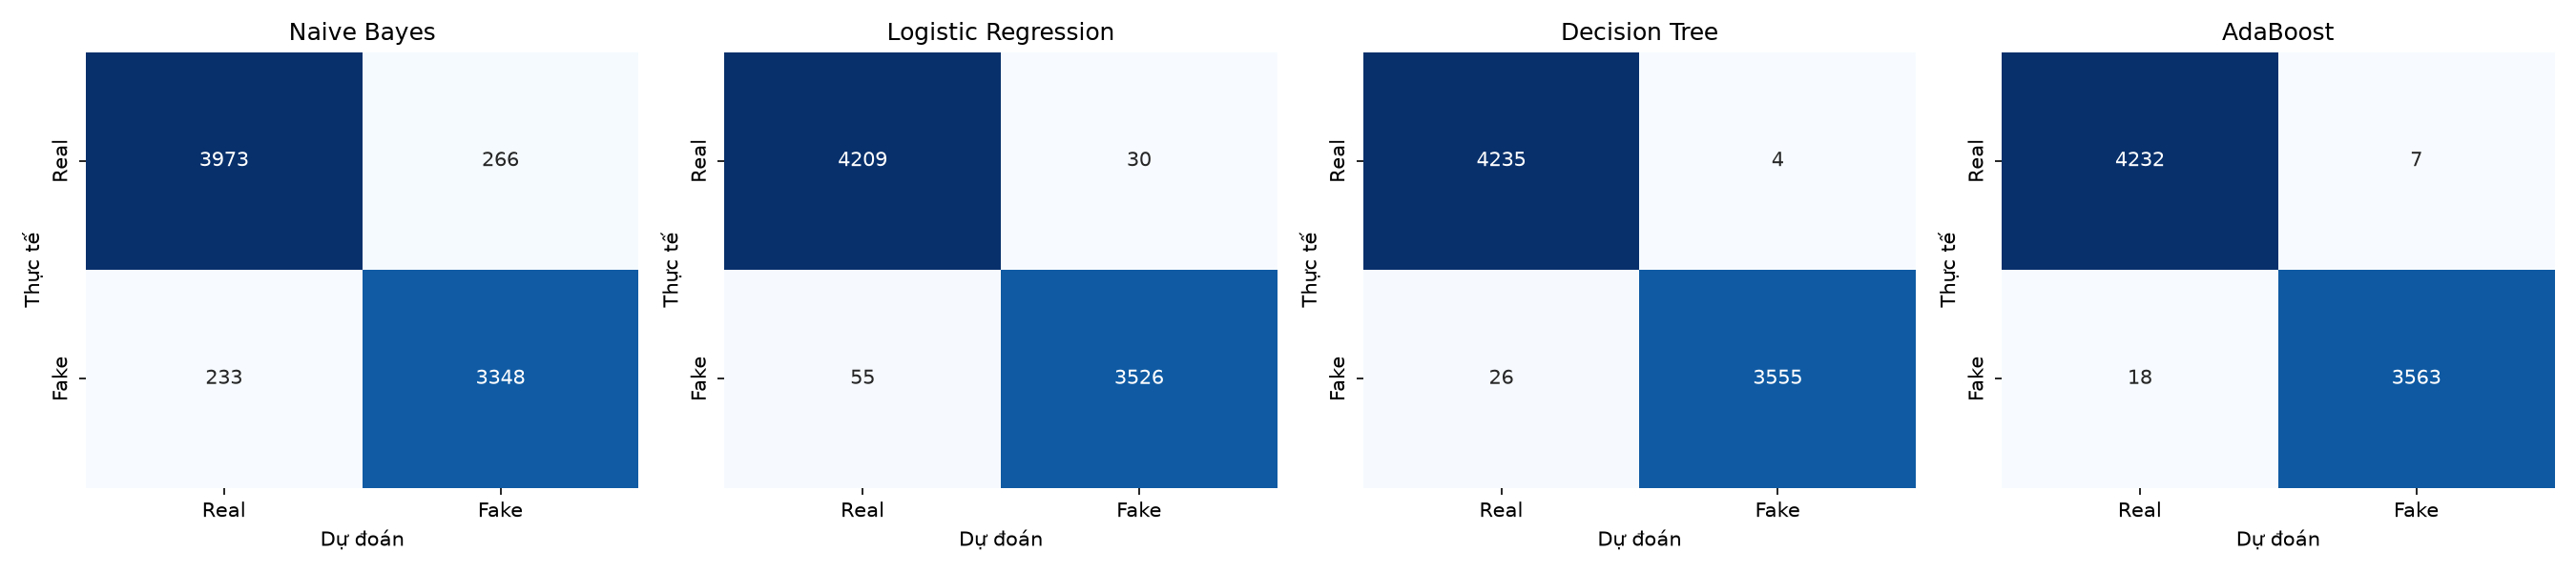 Naive Bayes
Thực tế
Real
3973
266
Fake
233
3348
Real
Fake
Dự đoán
Logistic Regression
Thực tế
Real
4209
30
Fake
55
3526
Real
Fake
Dự đoán
Decision Tree
Thực tế
Real
4235
4
Fake
26
3555
Real
Fake
Dự đoán
AdaBoost
Thực tế
Real
4232
7
Fake
18
3563
Real
Fake
Dự đoán